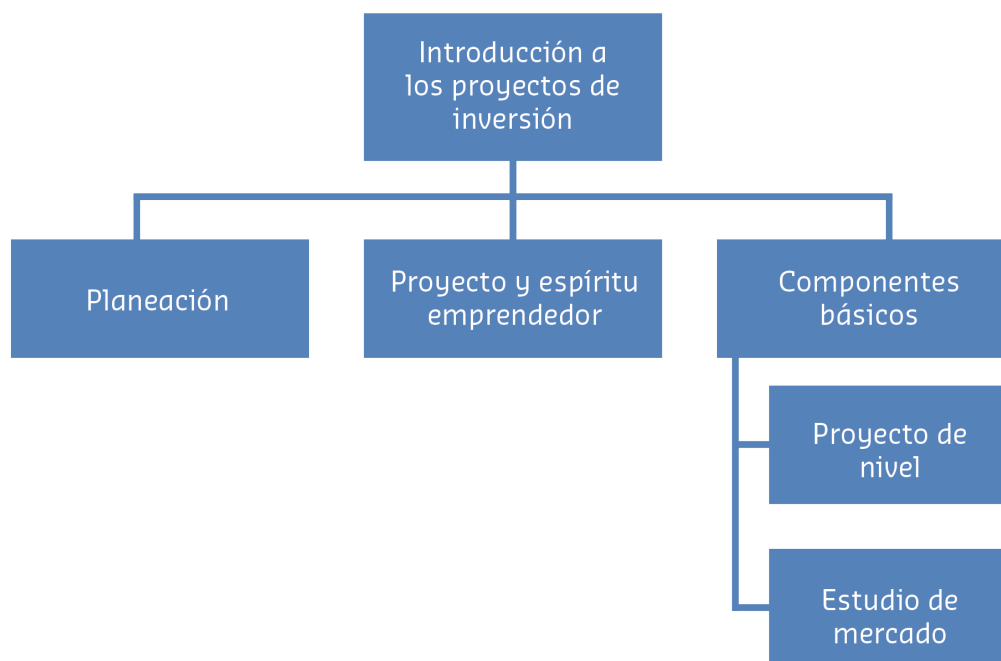 Introducción a
los proyectos de
inversión
Planeación
Proyecto y espíritu
emprendedor
Componentes
básicos
Proyecto de
nivel
Estudio de
mercado